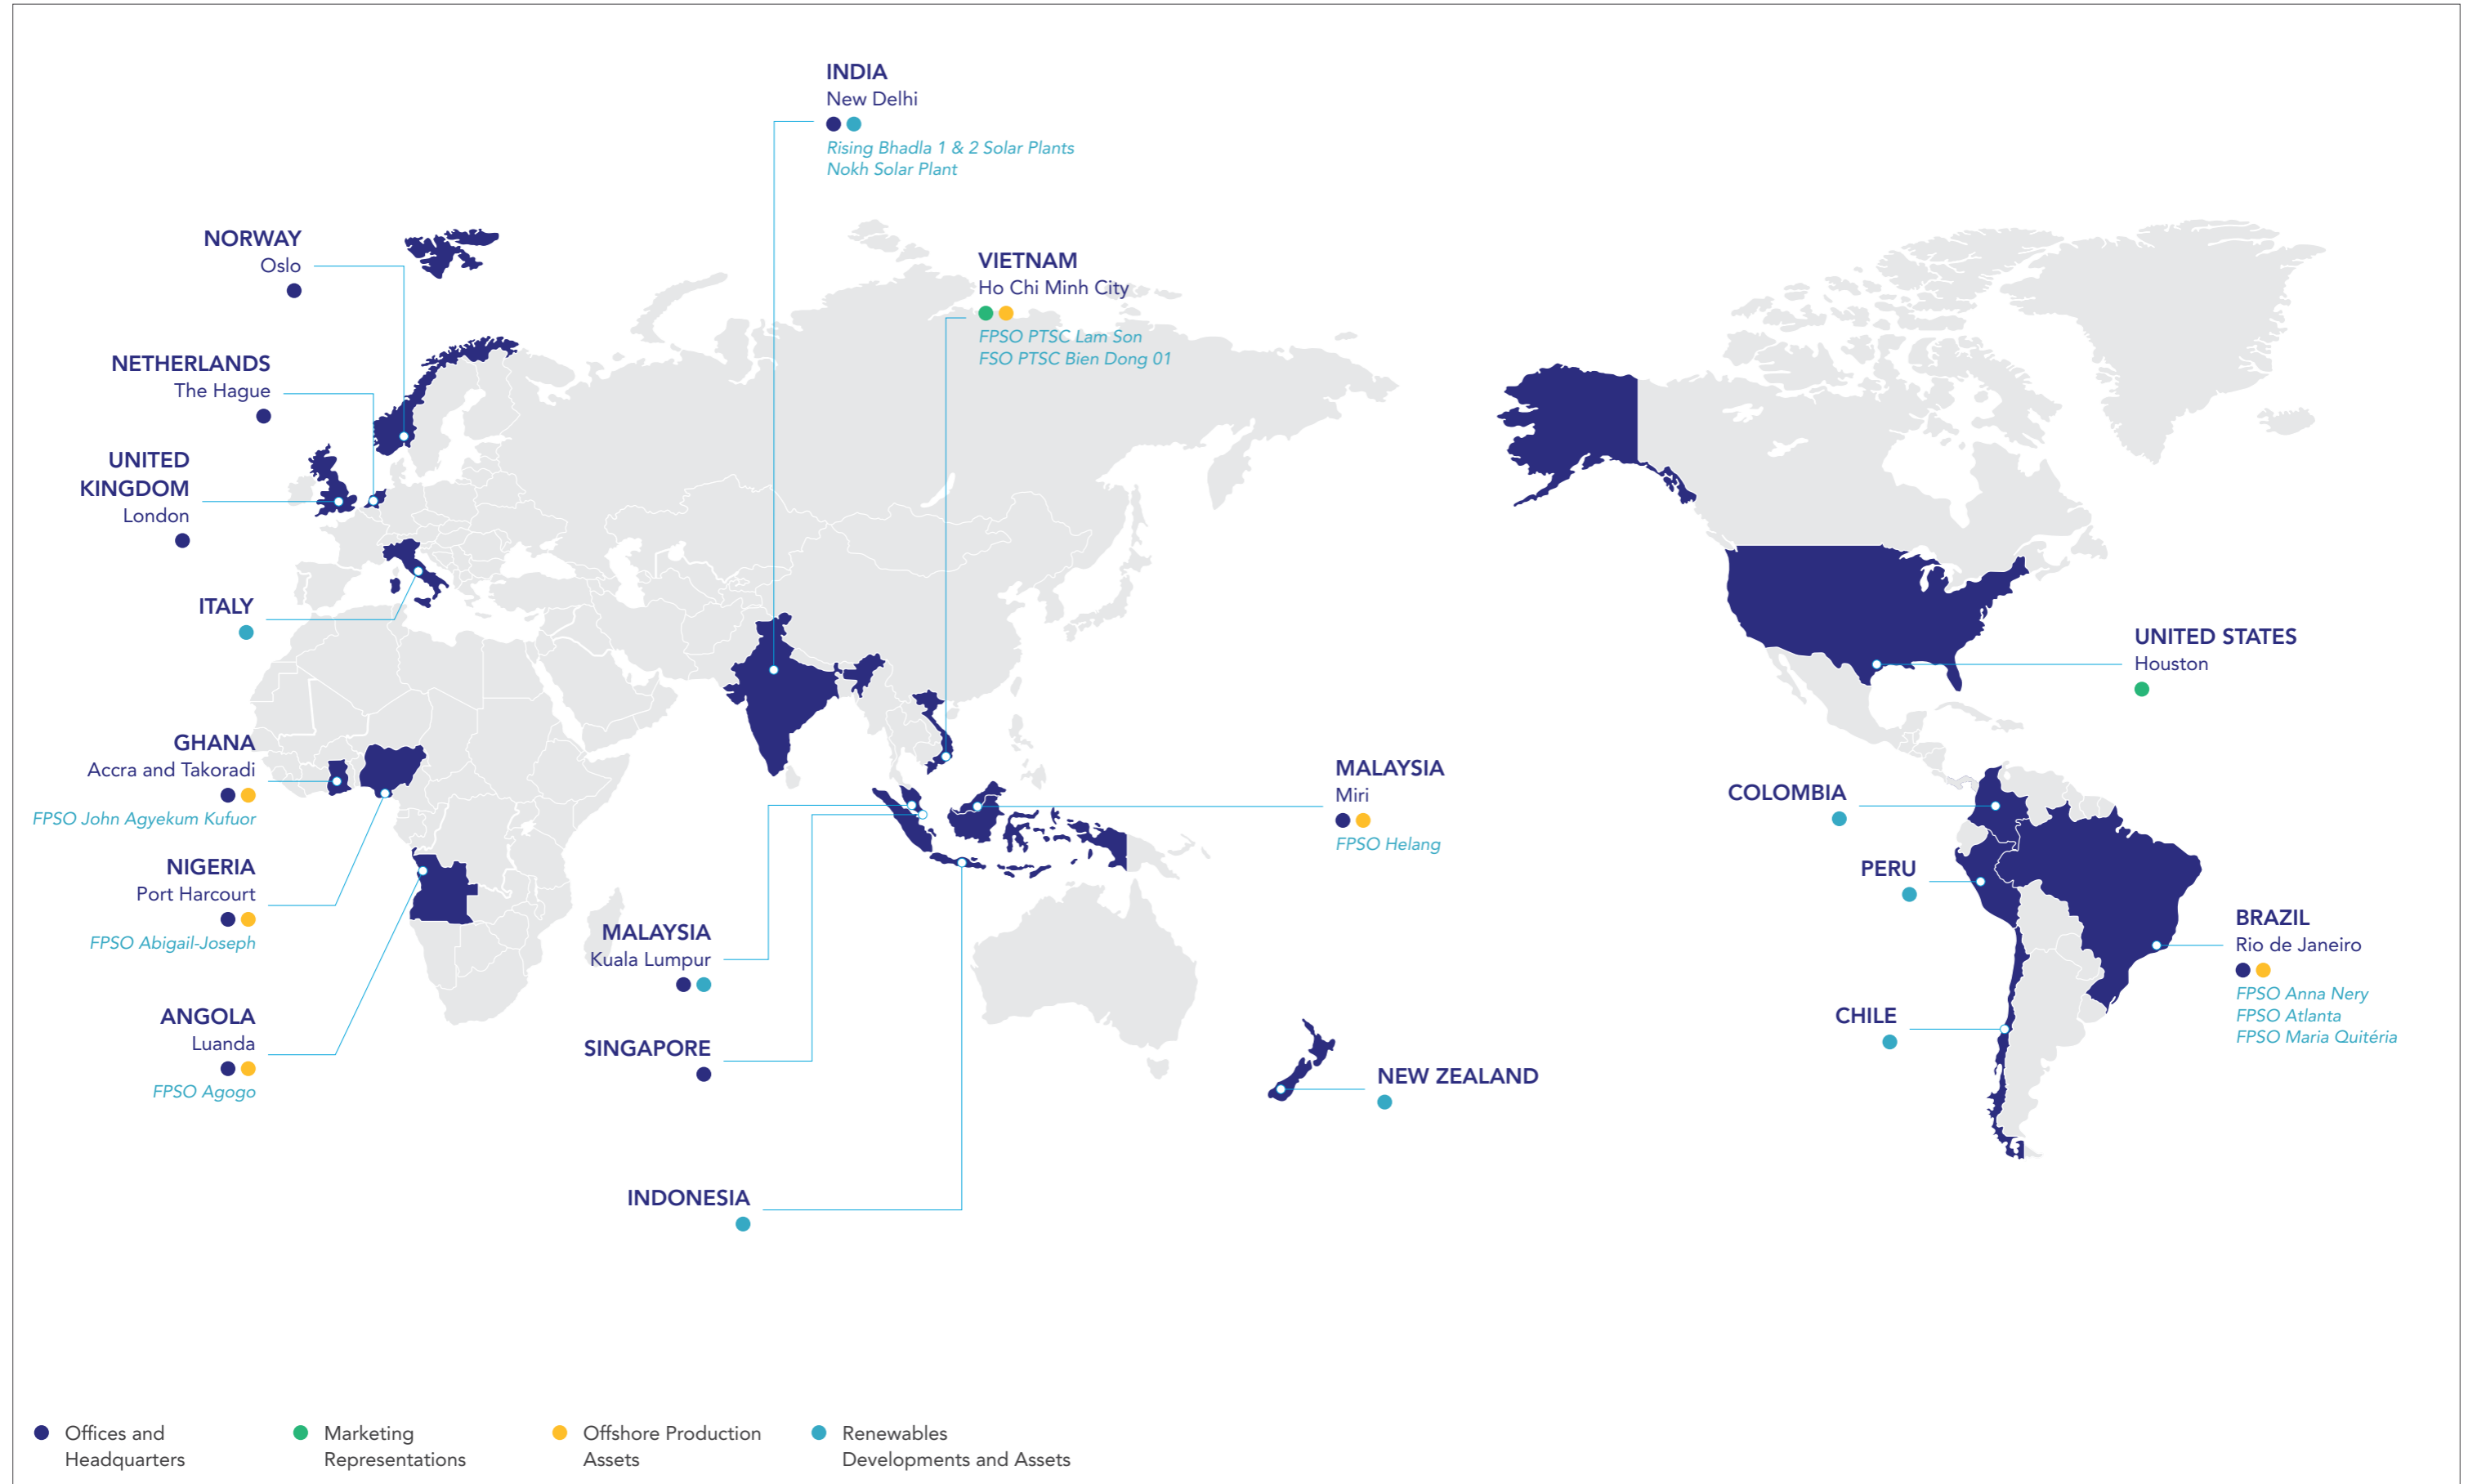 INDIA
New Delhi
Rising Bhadla 1 & 2 Solar Plants
Nokh Solar Plant
NORWAY
Oslo
VIETNAM
Ho Chi Minh City
FPSO PTSC Lam Son
FSO PTSC Bien Dong 01
NETHERLANDS
The Hague
UNITED
KINGDOM
London
ITALY
UNITED STATES
Houston
GHANA
Accra and Takoradi
FPSO John Agyekum Kufuor
MALAYSIA
Miri
FPSO Helang
COLOMBIA
PERU
NIGERIA
Port Harcourt
FPSO Abigail-Joseph
MALAYSIA
Kuala Lumpur
BRAZIL
Rio de Janeiro
FPSO Anna Nery
FPSO Atlanta
FPSO Maria Quitéria
ANGOLA
Luanda
FPSO Agogo
CHILE
SINGAPORE
NEW ZEALAND
INDONESIA
Offices and
Headquarters
Marketing
Representations
Offshore Production
Assets
Renewables
Developments and Assets